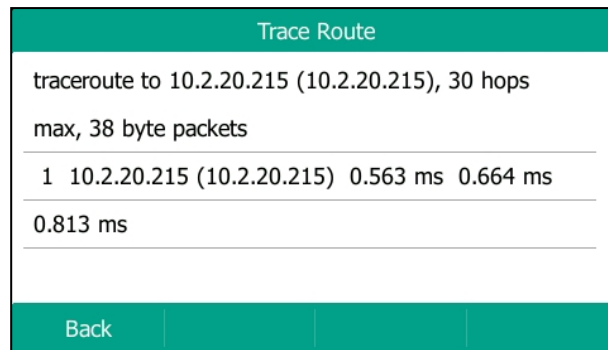 Trace Route
traceroute to 10.2.20.215 (10.2.20.215), 30 hops
max, 38 byte packets
1 10.2.20.215 (10.2.20.215) 0.563 ms 0.664 ms
0.813 ms
Back